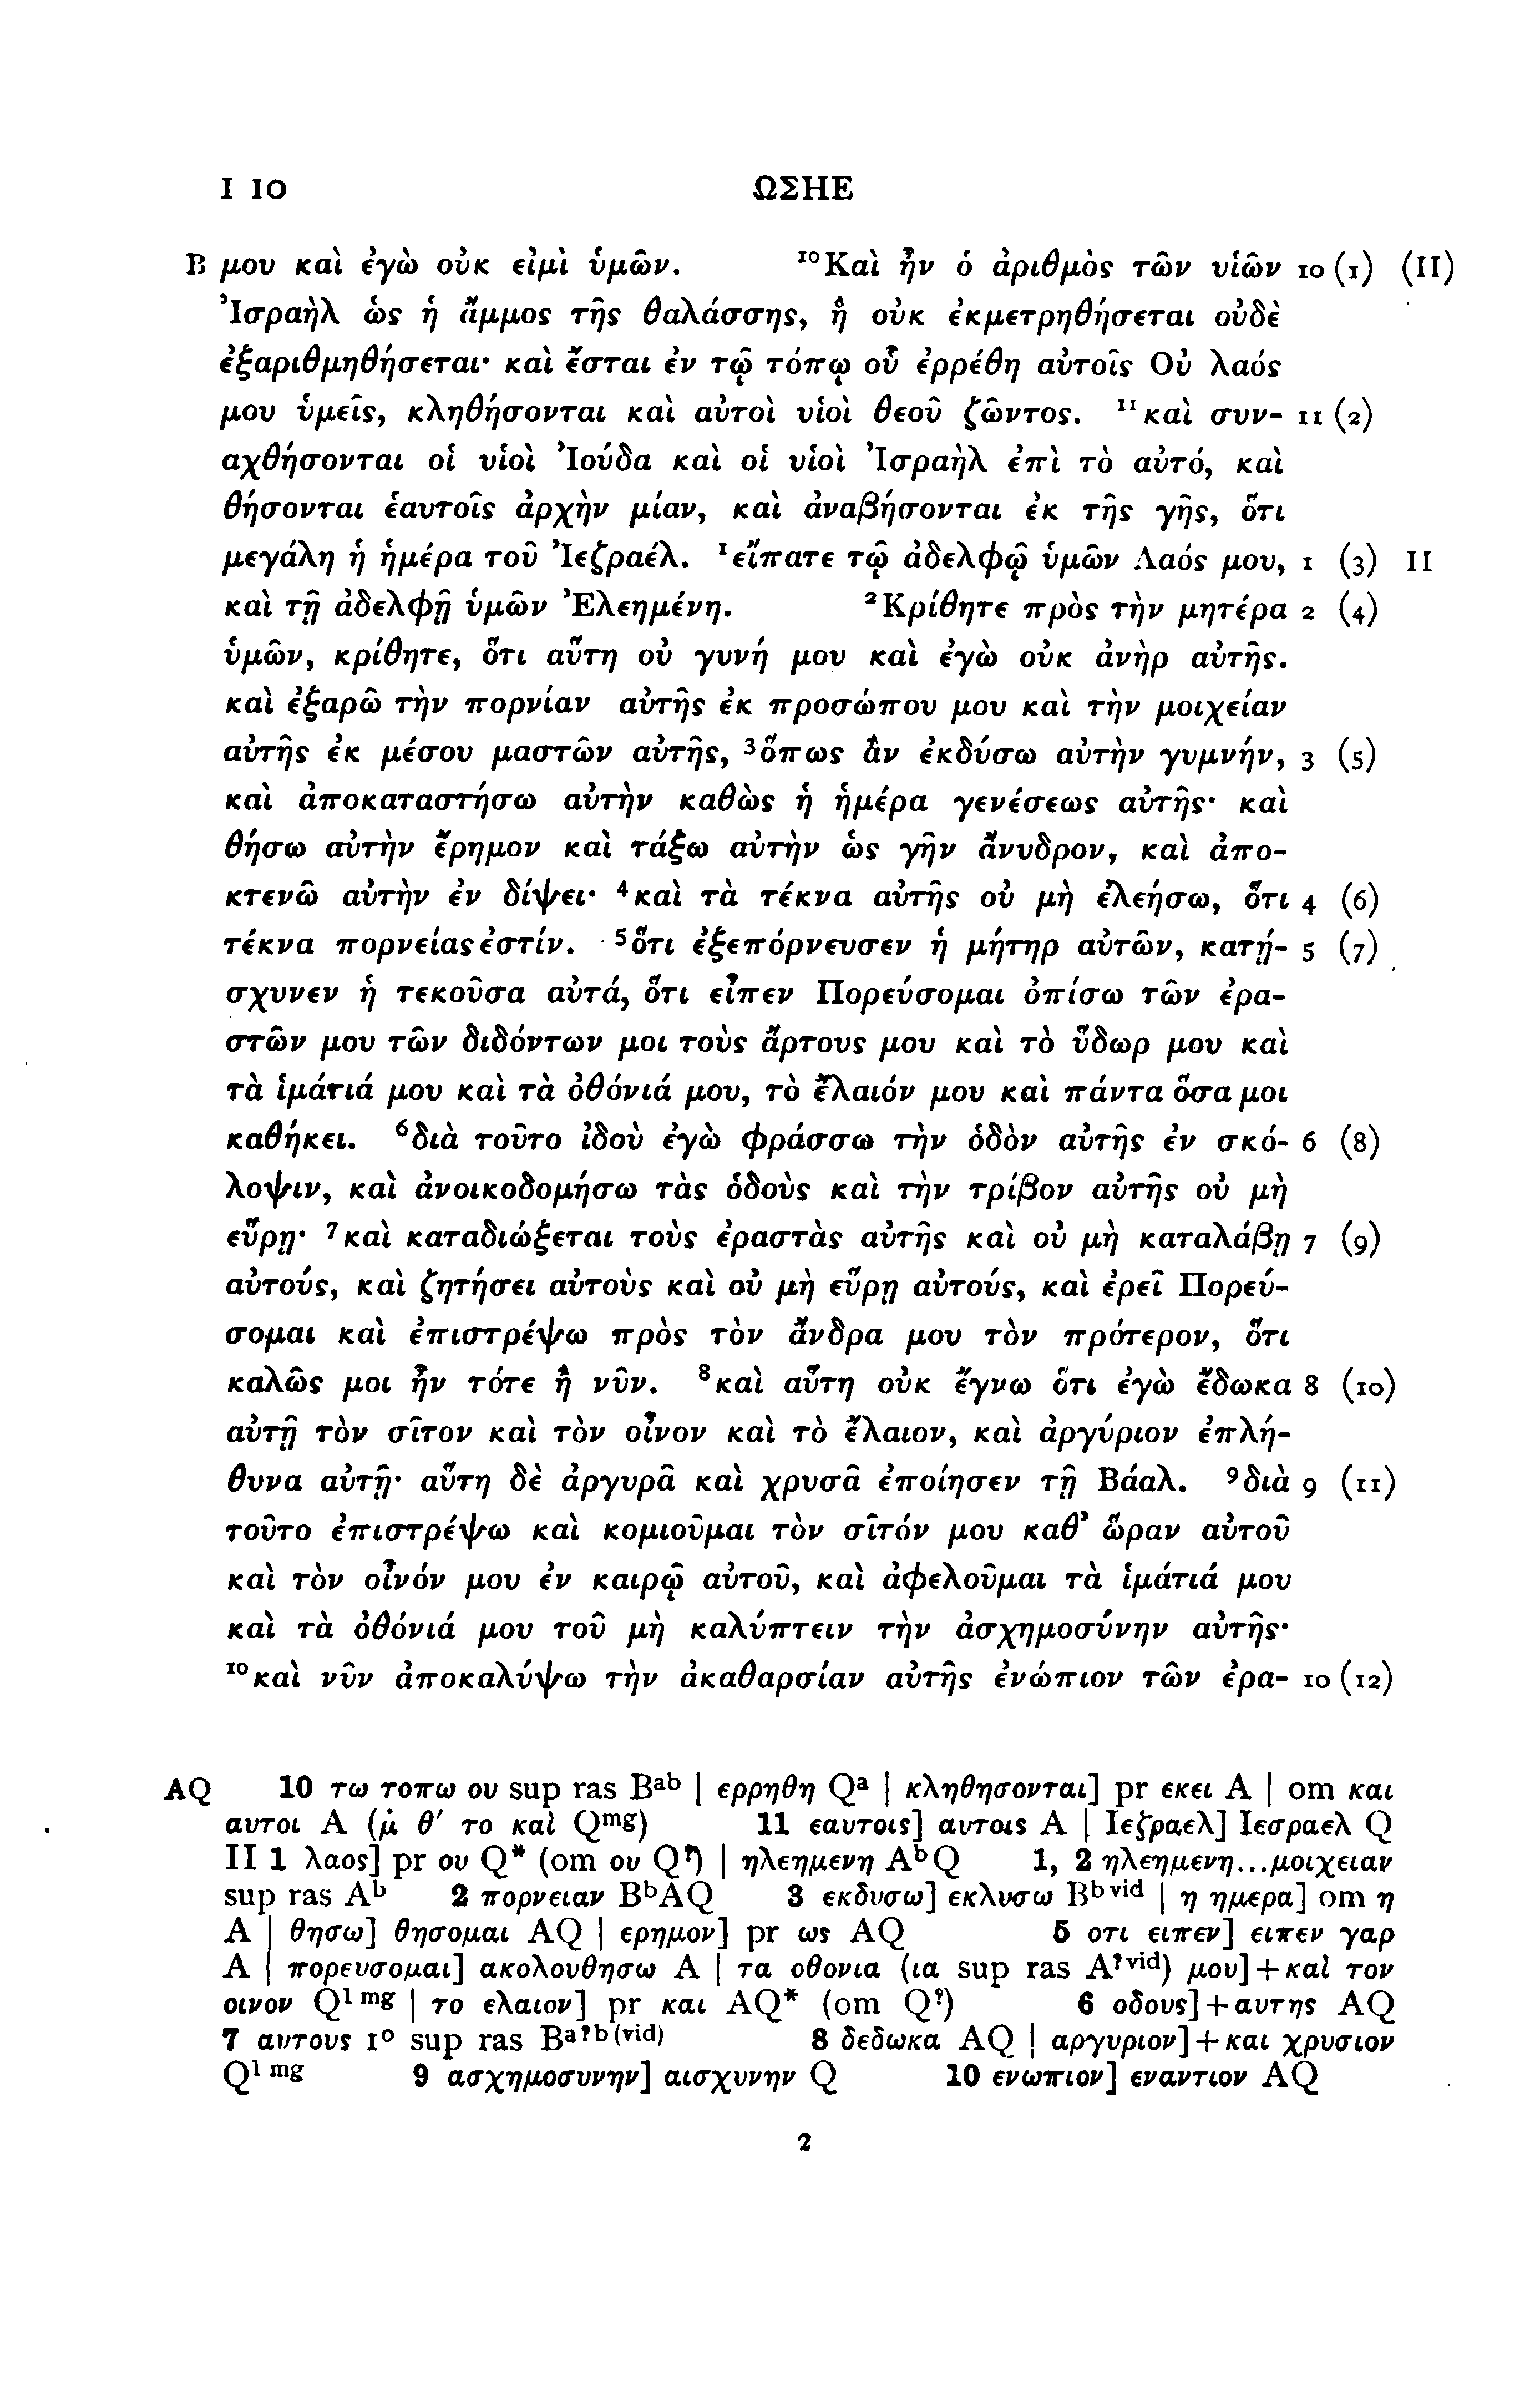 I 10 ΩΣΗΕ
B μου καὶ ἐγὼ οὐκ εἰμὶ ὑμῶν. ¹⁰Καὶ ἦν ὁ ἀριθμὸς τῶν υἱῶν 10 (1) (II)
Ἰσραὴλ ὡς ἡ ἄμμος τῆς θαλάσσης, ἣ οὐκ ἐκμετρηθήσεται οὐδὲ
ἐξαριθμηθήσεται· καὶ ἔσται ἐν τῷ τόπῳ οὗ ἐρρέθη αὐτοῖς Οὐ λαός
μου ὑμεῖς, κληθήσονται καὶ αὐτοὶ υἱοὶ θεοῦ ζῶντος. ¹¹καὶ συν- 11 (2)
αχθήσονται οἱ υἱοὶ Ἰούδα καὶ οἱ υἱοὶ Ἰσραὴλ ἐπὶ τὸ αὐτό, καὶ
θήσονται ἑαυτοῖς ἀρχὴν μίαν, καὶ ἀναβήσονται ἐκ τῆς γῆς, ὅτι
μεγάλη ἡ ἡμέρα τοῦ Ἰεζραέλ. ¹εἴπατε τῷ ἀδελφῷ ὑμῶν Λαός μου, 1 (3) II
καὶ τῇ ἀδελφῇ ὑμῶν Ἐλεημένη. ²Κρίθητε πρὸς τὴν μητέρα 2 (4)
ὑμῶν, κρίθητε, ὅτι αὕτη οὐ γυνή μου καὶ ἐγὼ οὐκ ἀνὴρ αὐτῆς.
καὶ ἐξαρῶ τὴν πορνίαν αὐτῆς ἐκ προσώπου μου καὶ τὴν μοιχείαν
αὐτῆς ἐκ μέσου μαστῶν αὐτῆς, ³ὅπως ἂν ἐκδύσω αὐτὴν γυμνήν, 3 (5)
καὶ ἀποκαταστήσω αὐτὴν καθὼς ἡ ἡμέρα γενέσεως αὐτῆς· καὶ
θήσω αὐτὴν ἔρημον καὶ τάξω αὐτὴν ὡς γῆν ἄνυδρον, καὶ ἀπο-
κτενῶ αὐτὴν ἐν δίψει· ⁴καὶ τὰ τέκνα αὐτῆς οὐ μὴ ἐλεήσω, ὅτι 4 (6)
τέκνα πορνείας ἐστίν. ⁵ὅτι ἐξεπόρνευσεν ἡ μήτηρ αὐτῶν, κατῄ- 5 (7)
σχυνεν ἡ τεκοῦσα αὐτά, ὅτι εἶπεν Πορεύσομαι ὀπίσω τῶν ἐρα-
στῶν μου τῶν διδόντων μοι τοὺς ἄρτους μου καὶ τὸ ὕδωρ μου καὶ
τὰ ἱμάτιά μου καὶ τὰ ὀθόνιά μου, τὸ ἔλαιόν μου καὶ πάντα ὅσα μοι
καθήκει. ⁶διὰ τοῦτο ἰδοὺ ἐγὼ φράσσω τὴν ὁδὸν αὐτῆς ἐν σκό- 6 (8)
λοψιν, καὶ ἀνοικοδομήσω τὰς ὁδοὺς καὶ τὴν τρίβον αὐτῆς οὐ μὴ
εὕρῃ· ⁷καὶ καταδιώξεται τοὺς ἐραστὰς αὐτῆς καὶ οὐ μὴ καταλάβῃ 7 (9)
αὐτούς, καὶ ζητήσει αὐτοὺς καὶ οὐ μὴ εὕρῃ αὐτούς, καὶ ἐρεῖ Πορεύ-
σομαι καὶ ἐπιστρέψω πρὸς τὸν ἄνδρα μου τὸν πρότερον, ὅτι
καλῶς μοι ἦν τότε ἢ νῦν. ⁸καὶ αὕτη οὐκ ἔγνω ὅτι ἐγὼ ἔδωκα 8 (10)
αὐτῇ τὸν σῖτον καὶ τὸν οἶνον καὶ τὸ ἔλαιον, καὶ ἀργύριον ἐπλή-
θυνα αὐτῇ· αὕτη δὲ ἀργυρᾶ καὶ χρυσᾶ ἐποίησεν τῇ Βάαλ. ⁹διὰ 9 (11)
τοῦτο ἐπιστρέψω καὶ κομιοῦμαι τὸν σῖτόν μου καθ’ ὥραν αὐτοῦ
καὶ τὸν οἶνόν μου ἐν καιρῷ αὐτοῦ, καὶ ἀφελοῦμαι τὰ ἱμάτιά μου
καὶ τὰ ὀθόνιά μου τοῦ μὴ καλύπτειν τὴν ἀσχημοσύνην αὐτῆς·
¹⁰καὶ νῦν ἀποκαλύψω τὴν ἀκαθαρσίαν αὐτῆς ἐνώπιον τῶν ἐρα- 10 (12)
AQ 10 τω τοπω ου sup ras Bᵃᵇ | ερρηθη Qᵃ | κληθησονται] pr εκει A | om και
αυτοι A (μ̇ θ′ το καὶ Qᵐᵍ) 11 εαυτοις] αυτοις A | Ιεζραελ] Ιεσραελ Q
II 1 λαος] pr ου Q* (om ου Q?) | ηλεημενη AᵇQ 1, 2 ηλεημενη...μοιχειαν
sup ras Aᵇ 2 πορνειαν BᵇAQ 3 εκδυσω] εκλυσω Bᵇ ᵛⁱᵈ | η ημερα] om η
A | θησω] θησομαι AQ | ερημον] pr ως AQ 5 οτι ειπεν] ειπεν γαρ
A | πορευσομαι] ακολουθησω A | τα οθονια (ια sup ras A?ᵛⁱᵈ) μου]+καὶ τον
οινον Q¹ ᵐᵍ | το ελαιον] pr και AQ* (om Q?) 6 οδους]+αυτης AQ
7 αυτους 1º sup ras Bᵃ?ᵇ⁽ᵛⁱᵈ⁾ 8 δεδωκα AQ | αργυριον]+και χρυσιον
Q¹ ᵐᵍ 9 ασχημοσυνην] αισχυνην Q 10 ενωπιον] εναντιον AQ
2